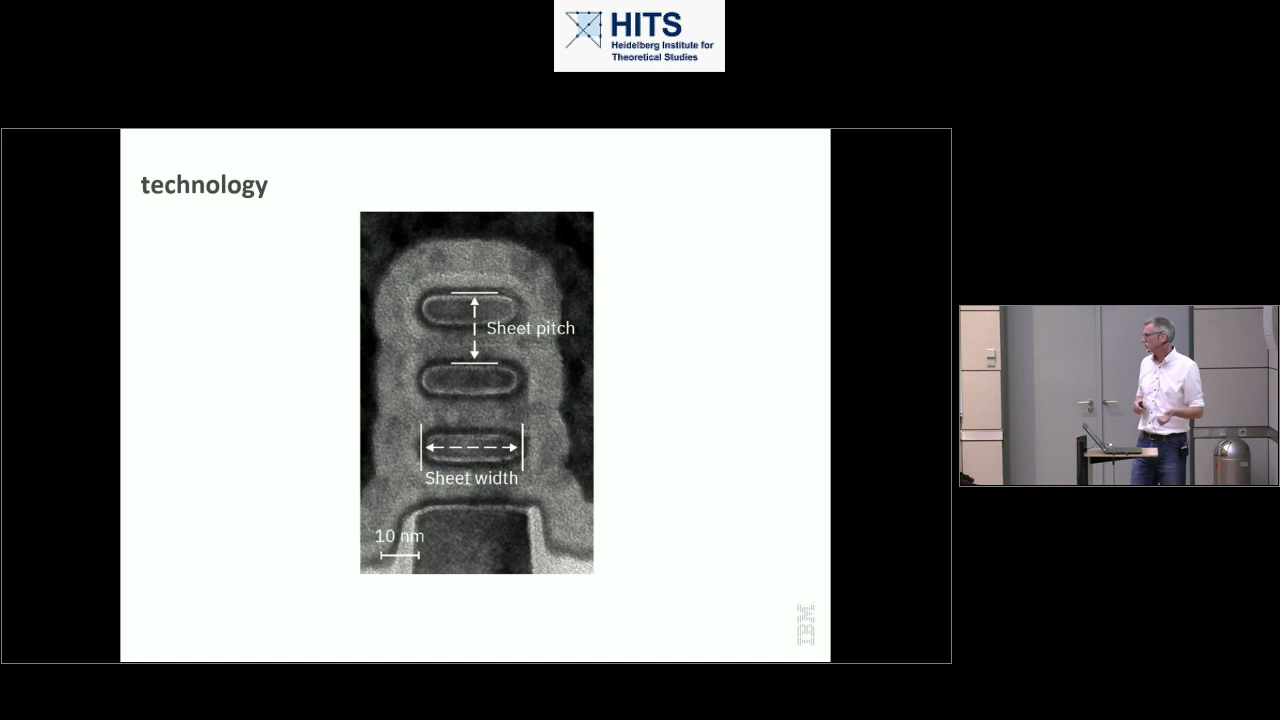 HITS
Heidelberg Institute for
Theoretical Studies
technology
Sheet pitch
Sheet width
10 nm
IBM